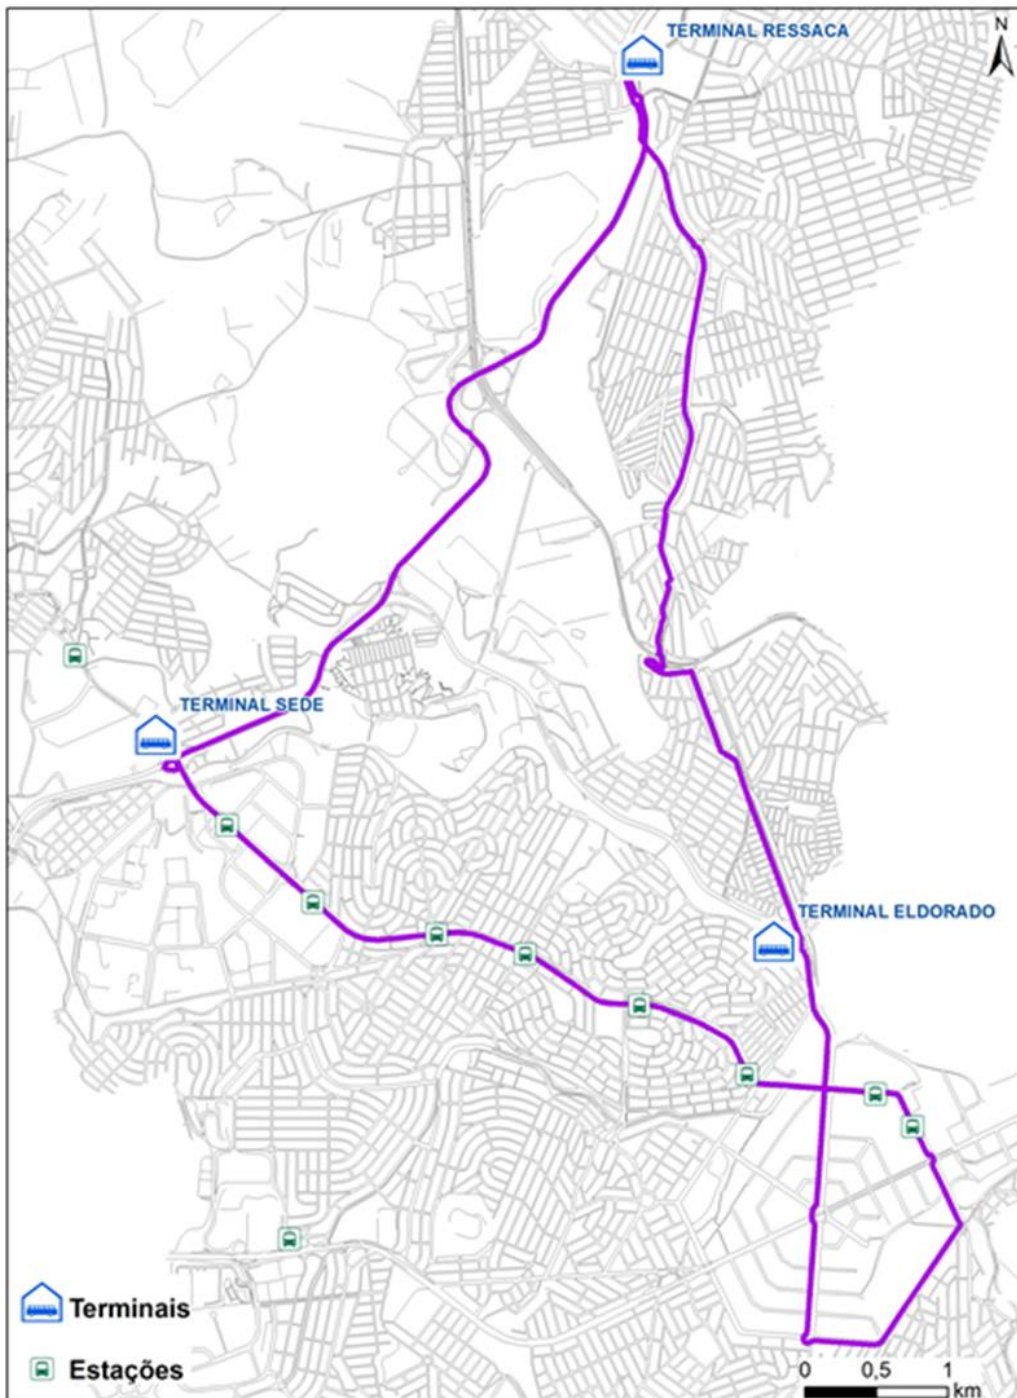 TERMINAL RESSACA
N
TERMINAL SEDE
TERMINAL ELDORADO
Terminais
Estações
0 0,5 1
km